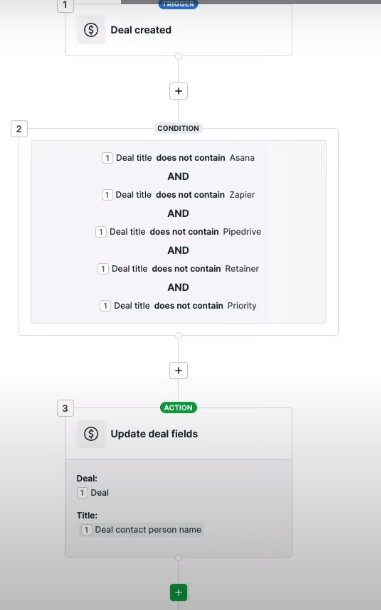 1
TRIGGER
Deal created
+
2
CONDITION
1 Deal title does not contain Asana
AND
1 Deal title does not contain Zapier
AND
1 Deal title does not contain Pipedrive
AND
1 Deal title does not contain Retainer
AND
1 Deal title does not contain Priority
+
3
ACTION
Update deal fields
Deal:
1 Deal
Title:
1 Deal contact person name
+